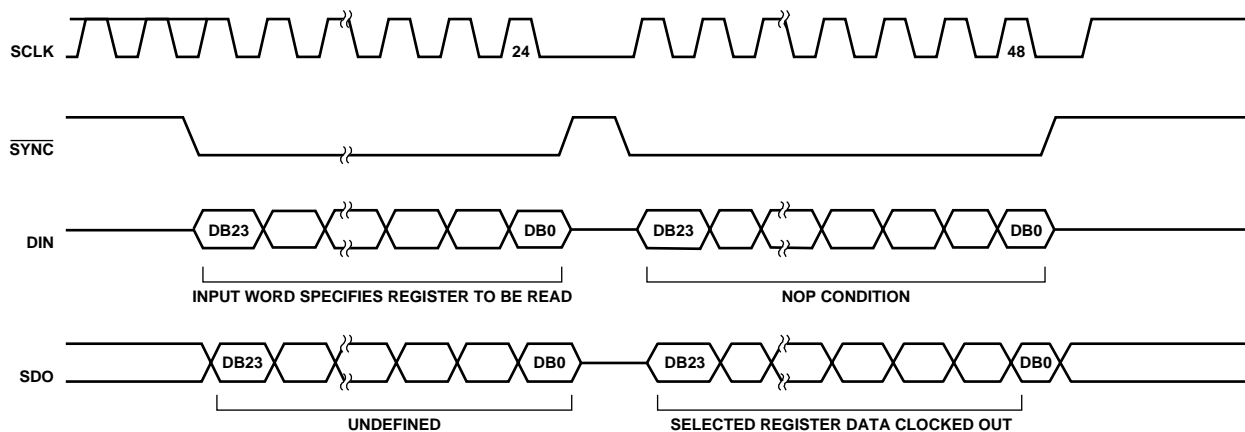 SCLK
24
48
SYNC
DIN
DB23
DB0
DB23
DB0
INPUT WORD SPECIFIES REGISTER TO BE READ
NOP CONDITION
SDO
DB23
DB0
DB23
DB0
UNDEFINED
SELECTED REGISTER DATA CLOCKED OUT